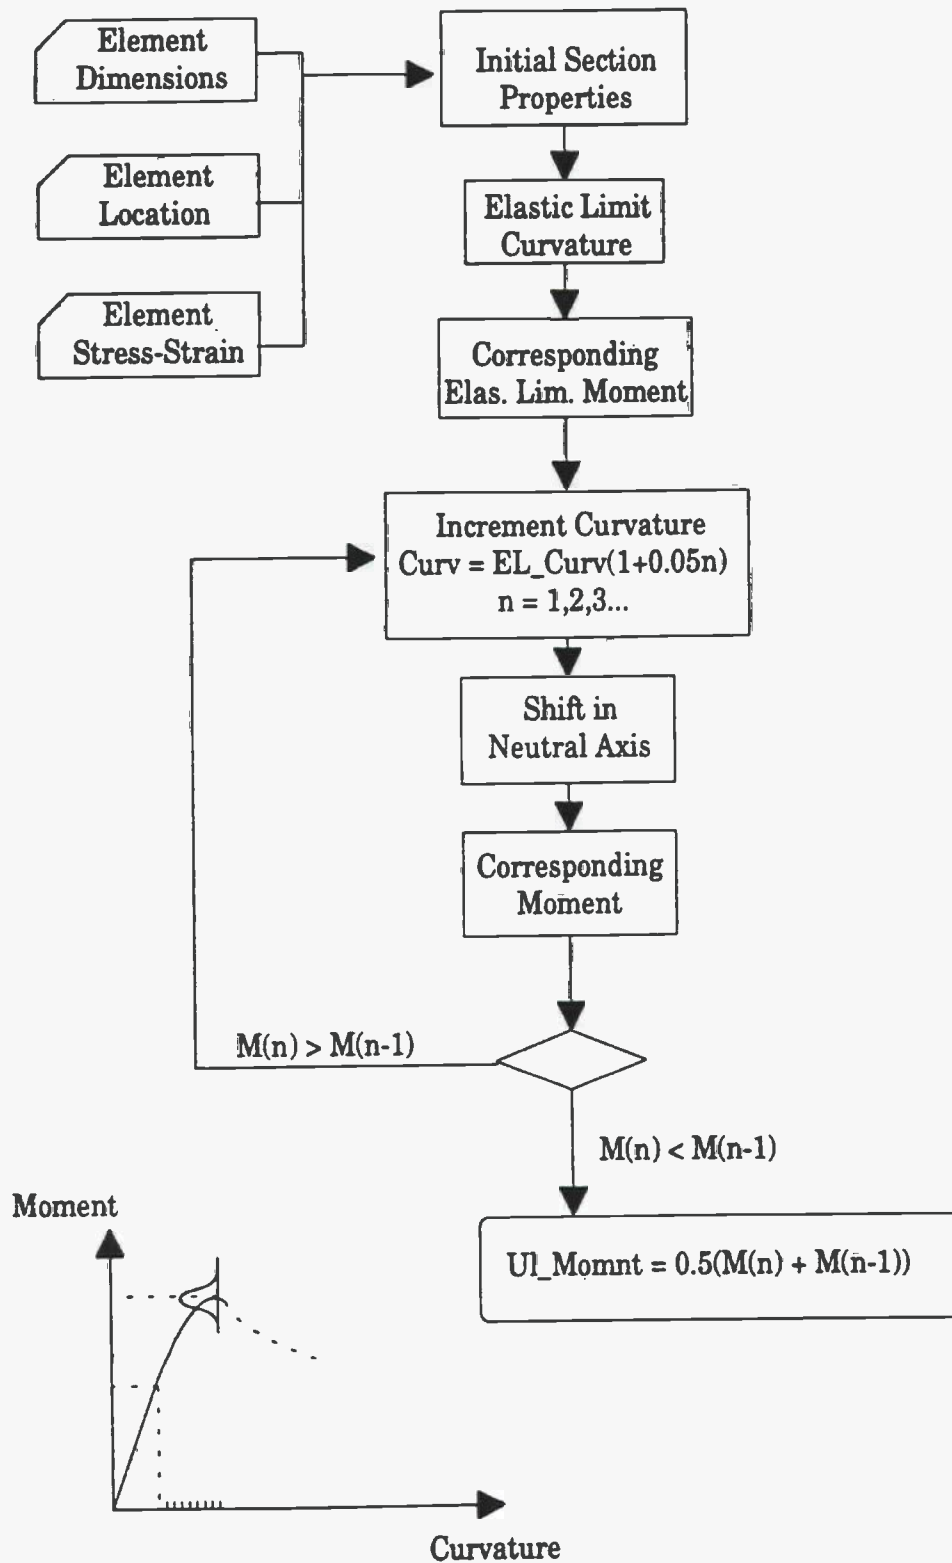 Element
Dimensions
Element
Location
Element
Stress-Strain
Initial Section
Properties
Elastic Limit
Curvature
Corresponding
Elas. Lim. Moment
Increment Curvature
Curv = EL_Curv(1+0.05n)
n = 1,2,3...
Shift in
Neutral Axis
Corresponding
Moment
M(n) > M(n-1)
M(n) < M(n-1)
Ul_Momnt = 0.5(M(n) + M(n-1))
Moment
Curvature